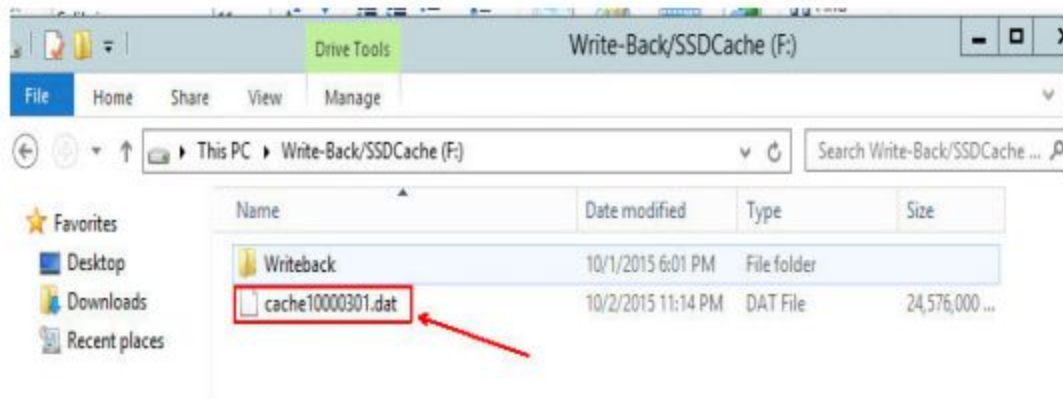 Drive Tools Write-Back/SSDCache (F:)
File Home Share View Manage
This PC Write-Back/SSDCache (F:) Search Write-Back/SSDCache ...
Favorites Name Date modified Type Size
Desktop Writeback 10/1/2015 6:01 PM File folder
Downloads cache10000301.dat 10/2/2015 11:14 PM DAT File 24,576,000 ...
Recent places